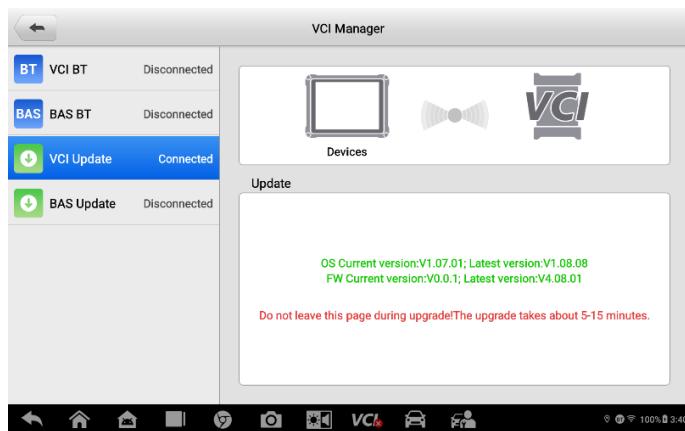 VCI Manager
BT VCI BT Disconnected
BAS BAS BT Disconnected
VCI Update Connected
BAS Update Disconnected
VCI
Devices
Update
OS Current version:V1.07.01; Latest version:V1.08.08
FW Current version:V0.0.1; Latest version:V4.08.01
Do not leave this page during upgrade!The upgrade takes about 5-15 minutes.
VCI 100% 3:40